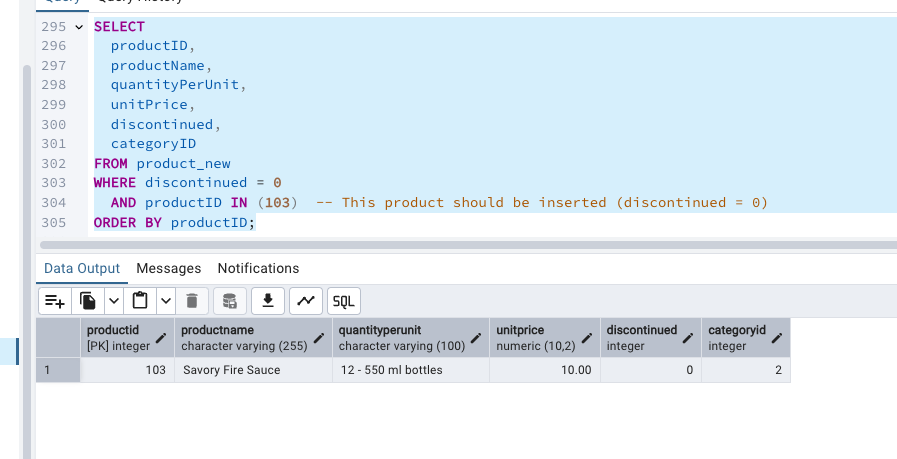 Query Query History
295 SELECT
296 productID,
297 productName,
298 quantityPerUnit,
299 unitPrice,
300 discontinued,
301 categoryID
302 FROM product_new
303 WHERE discontinued = 0
304 AND productID IN (103) -- This product should be inserted (discontinued = 0)
305 ORDER BY productID;
Data Output Messages Notifications
SQL
productid productname quantityperunit unitprice discontinued categoryid
[PK] integer character varying (255) character varying (100) numeric (10,2) integer integer
1 103 Savory Fire Sauce 12 - 550 ml bottles 10.00 0 2